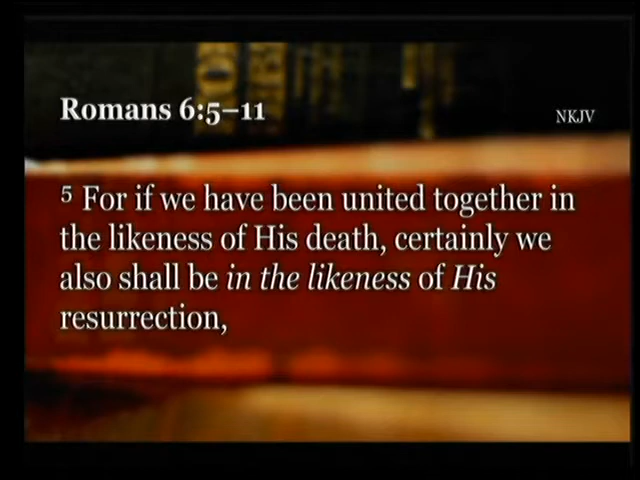 Romans 6:5–11
NKJV
5 For if we have been united together in
the likeness of His death, certainly we
also shall be in the likeness of His
resurrection,